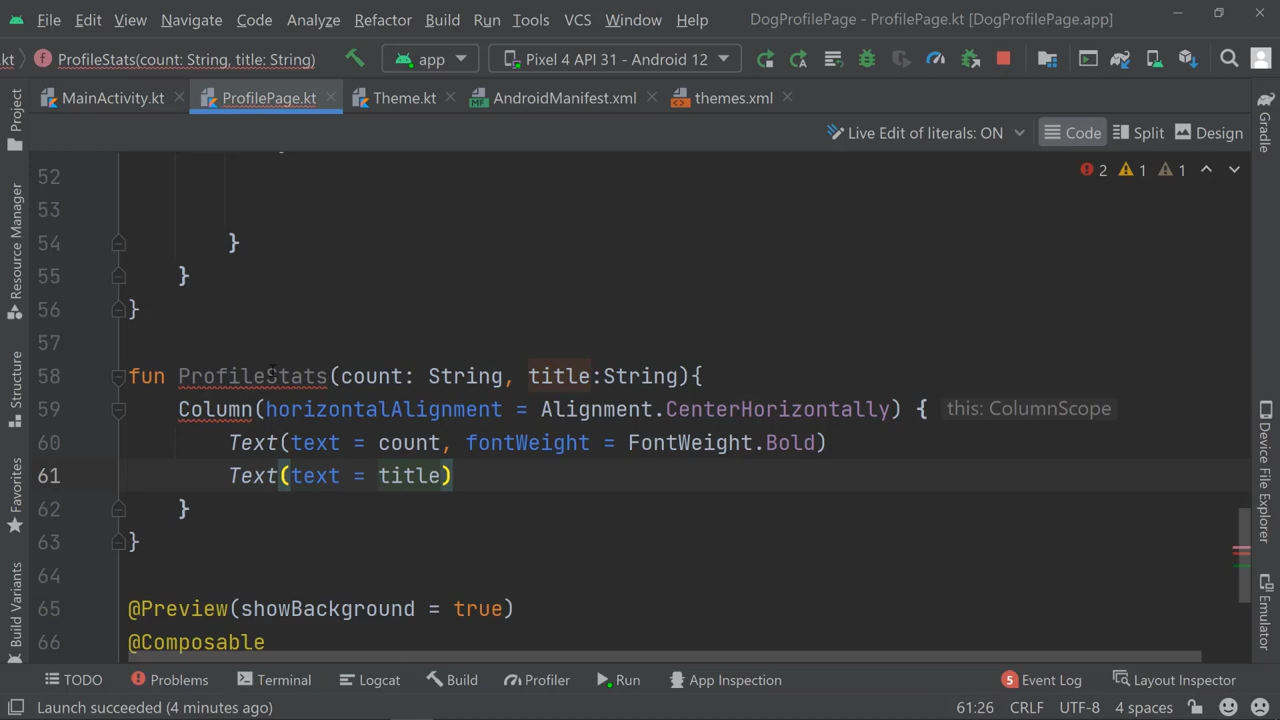 File Edit View Navigate Code Analyze Refactor Build Run Tools VCS Window Help DogProfilePage - ProfilePage.kt [DogProfilePage.app]
.kt ProfileStats(count: String, title: String) app Pixel 4 API 31 - Android 12
MainActivity.kt ProfilePage.kt Theme.kt AndroidManifest.xml themes.xml
Live Edit of literals: ON Code Split Design
2 1 1
52
53
54 }
55 }
56 }
57
58 fun ProfileStats(count: String, title:String){
59 Column(horizontalAlignment = Alignment.CenterHorizontally) { this: ColumnScope
60 Text(text = count, fontWeight = FontWeight.Bold)
61 Text(text = title)
62 }
63 }
64
65 @Preview(showBackground = true)
66 @Composable
Project
Resource Manager
Structure
Favorites
Build Variants
Gradle
Device File Explorer
Emulator
TODO Problems Terminal Logcat Build Profiler Run App Inspection 5 Event Log Layout Inspector
Launch succeeded (4 minutes ago) 61:26 CRLF UTF-8 4 spaces